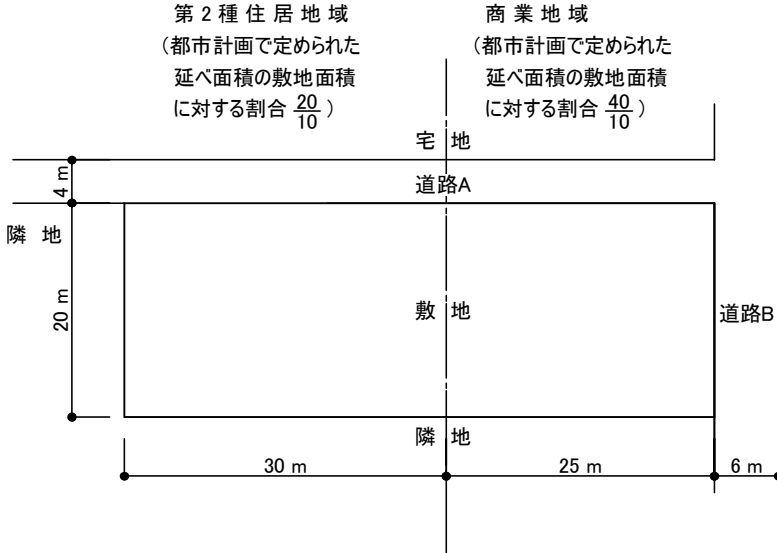 第2種住居地域
（都市計画で定められた
延べ面積の敷地面積
に対する割合 20/10 ）
商業地域
（都市計画で定められた
延べ面積の敷地面積
に対する割合 40/10 ）
宅 地
4 m
道路A
隣 地
20 m
敷 地
道路B
隣 地
30 m
25 m
6 m